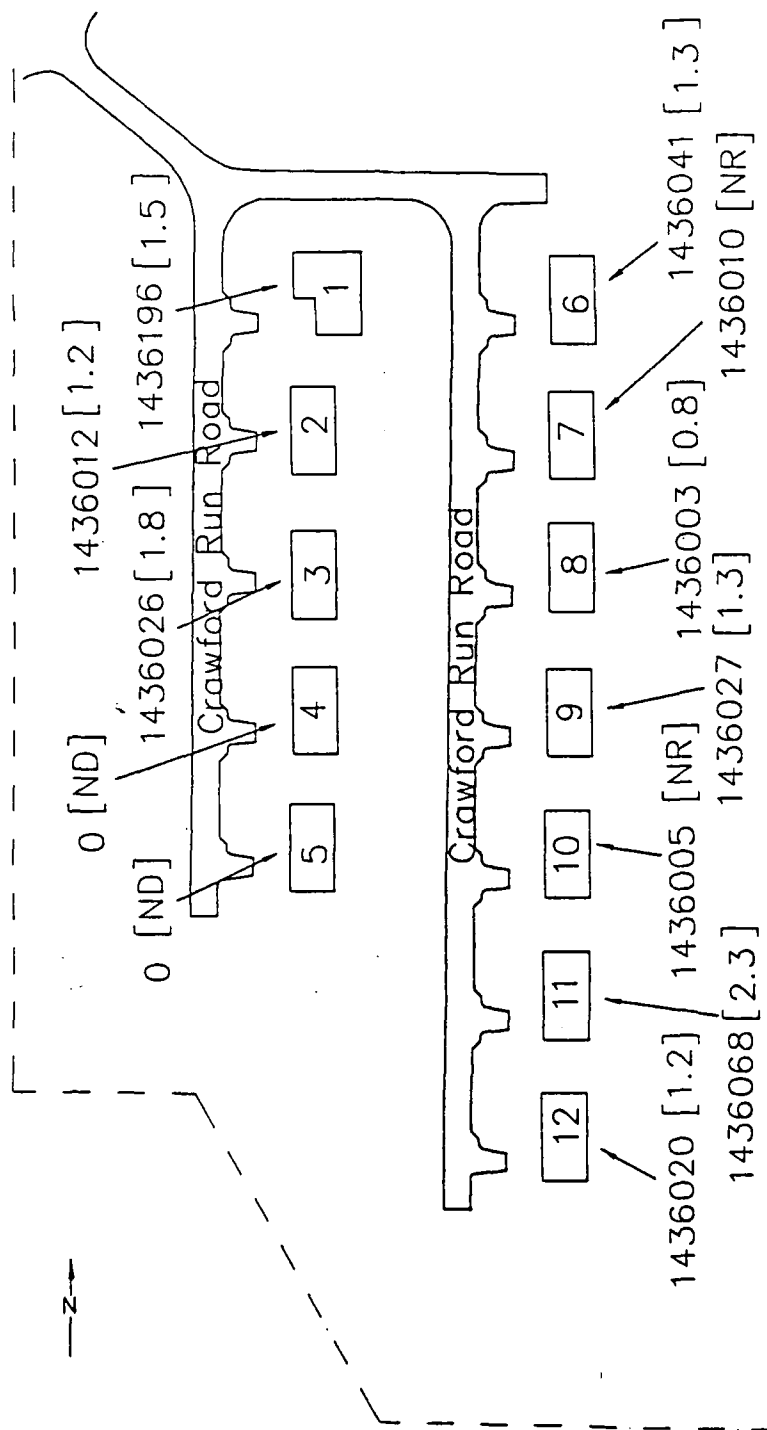 N
0 [ND]
1436012 [1.2]
0 [ND]
1436026 [1.8]
1436196 [1.5]
Crawford Run Road
5
4
3
2
1
Crawford Run Road
12
11
10
9
8
7
6
1436020 [1.2]
1436005 [NR]
1436003 [0.8]
1436041 [1.3]
1436068 [2.3]
1436027 [1.3]
1436010 [NR]